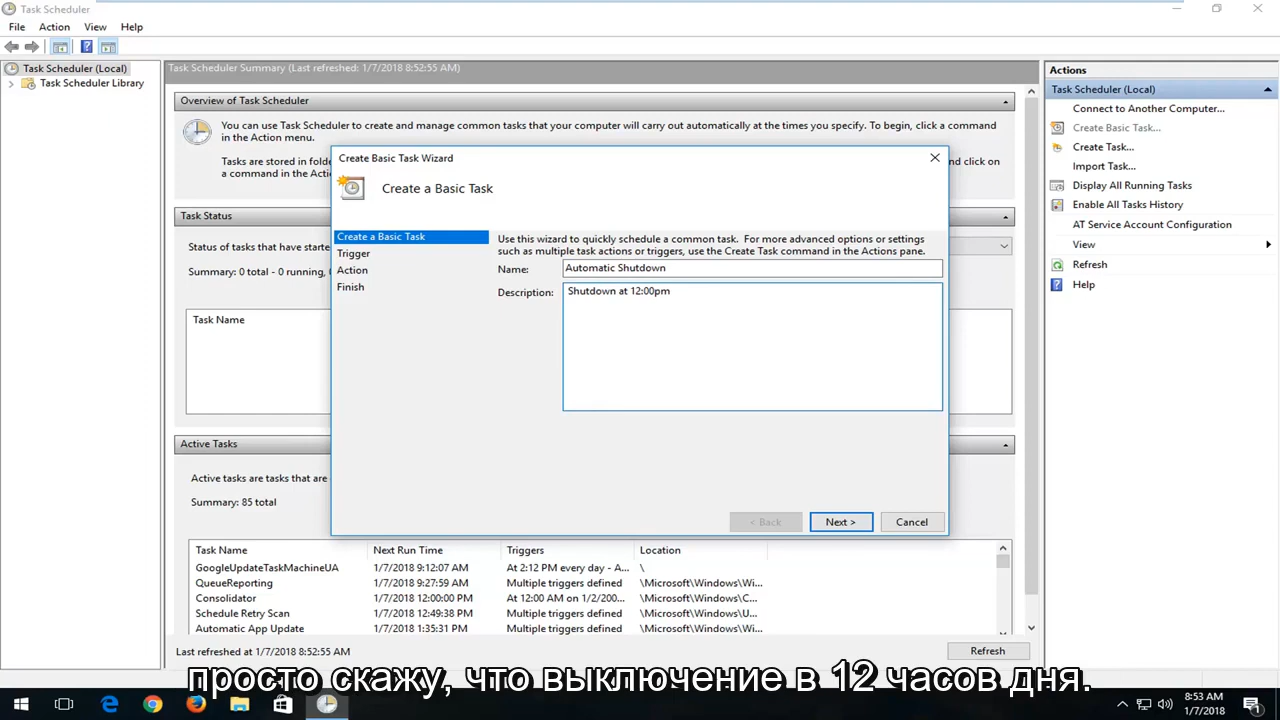 Task Scheduler
File Action View Help
Task Scheduler (Local)
Task Scheduler Library
Task Scheduler Summary (Last refreshed: 1/7/2018 8:52:55 AM)
Overview of Task Scheduler
You can use Task Scheduler to create and manage common tasks that your computer will carry out automatically at the times you specify. To begin, click a command
in the Action menu.
Tasks are stored in folde
nd click on
a command in the Actio
Task Status
Status of tasks that have starte
Summary: 0 total - 0 running,
Task Name
Active Tasks
Active tasks are tasks that are
Summary: 85 total
Task Name Next Run Time Triggers Location
GoogleUpdateTaskMachineUA 1/7/2018 9:12:07 AM At 2:12 PM every day - A... \
QueueReporting 1/7/2018 9:27:59 AM Multiple triggers defined \Microsoft\Windows\Wi...
Consolidator 1/7/2018 12:00:00 PM At 12:00 AM on 1/2/200... \Microsoft\Windows\C...
Schedule Retry Scan 1/7/2018 12:49:38 PM Multiple triggers defined \Microsoft\Windows\U...
Automatic App Update 1/7/2018 1:35:31 PM Multiple triggers defined \Microsoft\Windows\Wi...
Last refreshed at 1/7/2018 8:52:55 AM
Refresh
Create Basic Task Wizard
Create a Basic Task
Create a Basic Task
Trigger
Action
Finish
Use this wizard to quickly schedule a common task. For more advanced options or settings
such as multiple task actions or triggers, use the Create Task command in the Actions pane.
Name: Automatic Shutdown
Description: Shutdown at 12:00pm
< Back Next > Cancel
Actions
Task Scheduler (Local)
Connect to Another Computer...
Create Basic Task...
Create Task...
Import Task...
Display All Running Tasks
Enable All Tasks History
AT Service Account Configuration
View
Refresh
Help
просто скажу, что выключение в 12 часов дня.
8:53 AM
1/7/2018